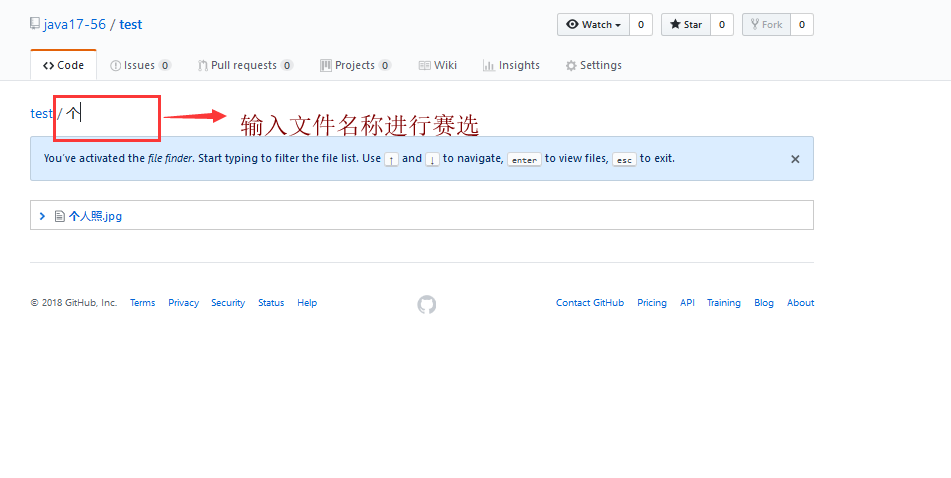 java17-56 / test
Watch 0 Star 0 Fork 0
Code Issues 0 Pull requests 0 Projects 0 Wiki Insights Settings
test / 个
输入文件名称进行赛选
You've activated the file finder. Start typing to filter the file list. Use ↑ and ↓ to navigate, enter to view files, esc to exit.
个人照.jpg
© 2018 GitHub, Inc. Terms Privacy Security Status Help Contact GitHub Pricing API Training Blog About